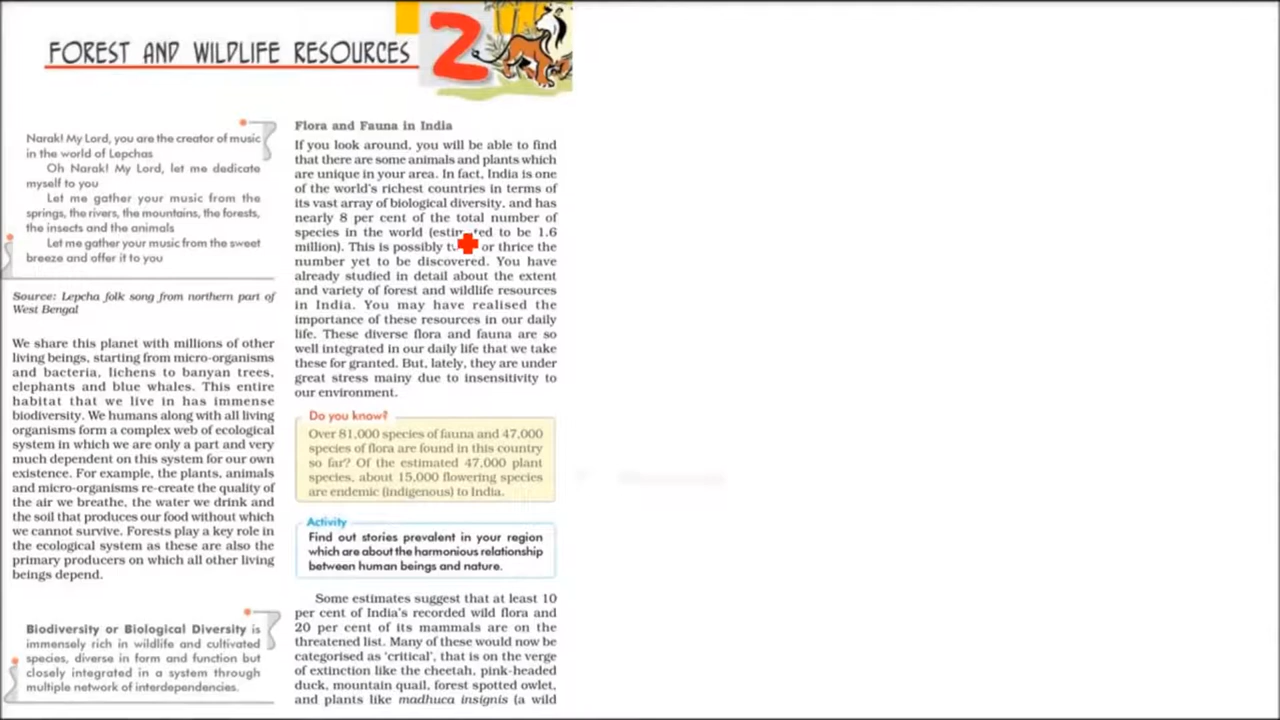 FOREST AND WILDLIFE RESOURCES
2
Narak! My Lord, you are the creator of music
in the world of Lepchas
Oh Narak! My Lord, let me dedicate
myself to you
Let me gather your music from the
springs, the rivers, the mountains, the forests,
the insects and the animals
Let me gather your music from the sweet
breeze and offer it to you
Source: Lepcha folk song from northern part of
West Bengal
We share this planet with millions of other
living beings, starting from micro-organisms
and bacteria, lichens to banyan trees,
elephants and blue whales. This entire
habitat that we live in has immense
biodiversity. We humans along with all living
organisms form a complex web of ecological
system in which we are only a part and very
much dependent on this system for our own
existence. For example, the plants, animals
and micro-organisms re-create the quality of
the air we breathe, the water we drink and
the soil that produces our food without which
we cannot survive. Forests play a key role in
the ecological system as these are also the
primary producers on which all other living
beings depend.
Biodiversity or Biological Diversity is
immensely rich in wildlife and cultivated
species, diverse in form and function but
closely integrated in a system through
multiple network of interdependencies.
Flora and Fauna in India
If you look around, you will be able to find
that there are some animals and plants which
are unique in your area. In fact, India is one
of the world's richest countries in terms of
its vast array of biological diversity, and has
nearly 8 per cent of the total number of
species in the world (estimated to be 1.6
million). This is possibly or thrice the
number yet to be discovered. You have
already studied in detail about the extent
and variety of forest and wildlife resources
in India. You may have realised the
importance of these resources in our daily
life. These diverse flora and fauna are so
well integrated in our daily life that we take
these for granted. But, lately, they are under
great stress mainy due to insensitivity to
our environment.
Do you know?
Over 81,000 species of fauna and 47,000
species of flora are found in this country
so far? Of the estimated 47,000 plant
species, about 15,000 flowering species
are endemic (indigenous) to India.
Activity
Find out stories prevalent in your region
which are about the harmonious relationship
between human beings and nature.
Some estimates suggest that at least 10
per cent of India's recorded wild flora and
20 per cent of its mammals are on the
threatened list. Many of these would now be
categorised as 'critical', that is on the verge
of extinction like the cheetah, pink-headed
duck, mountain quail, forest spotted owlet,
and plants like madhuca insignis (a wild